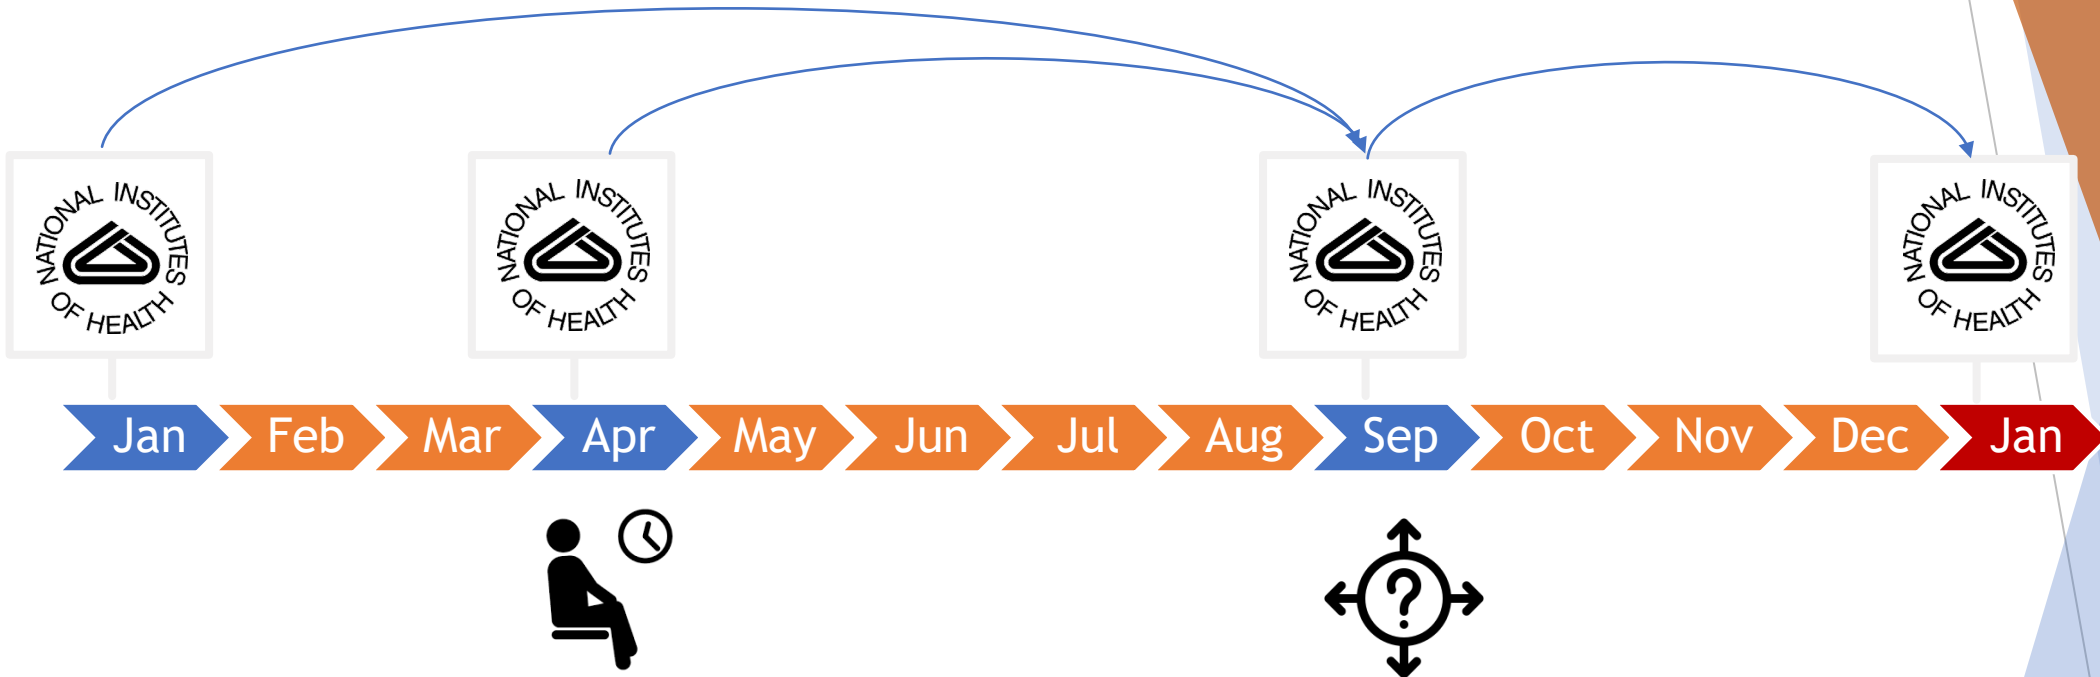 NATIONAL INSTITUTES OF HEALTH
NATIONAL INSTITUTES OF HEALTH
NATIONAL INSTITUTES OF HEALTH
NATIONAL INSTITUTES OF HEALTH
Jan Feb Mar Apr May Jun Jul Aug Sep Oct Nov Dec Jan
?